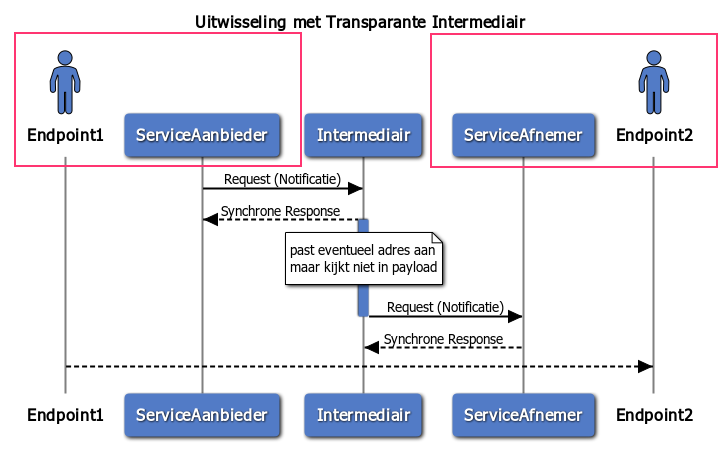 Uitwisseling met Transparante Intermediair
Endpoint1
ServiceAanbieder
Intermediair
ServiceAfnemer
Endpoint2
Request (Notificatie)
Synchrone Response
past eventueel adres aan
maar kijkt niet in payload
Request (Notificatie)
Synchrone Response
Endpoint1
ServiceAanbieder
Intermediair
ServiceAfnemer
Endpoint2